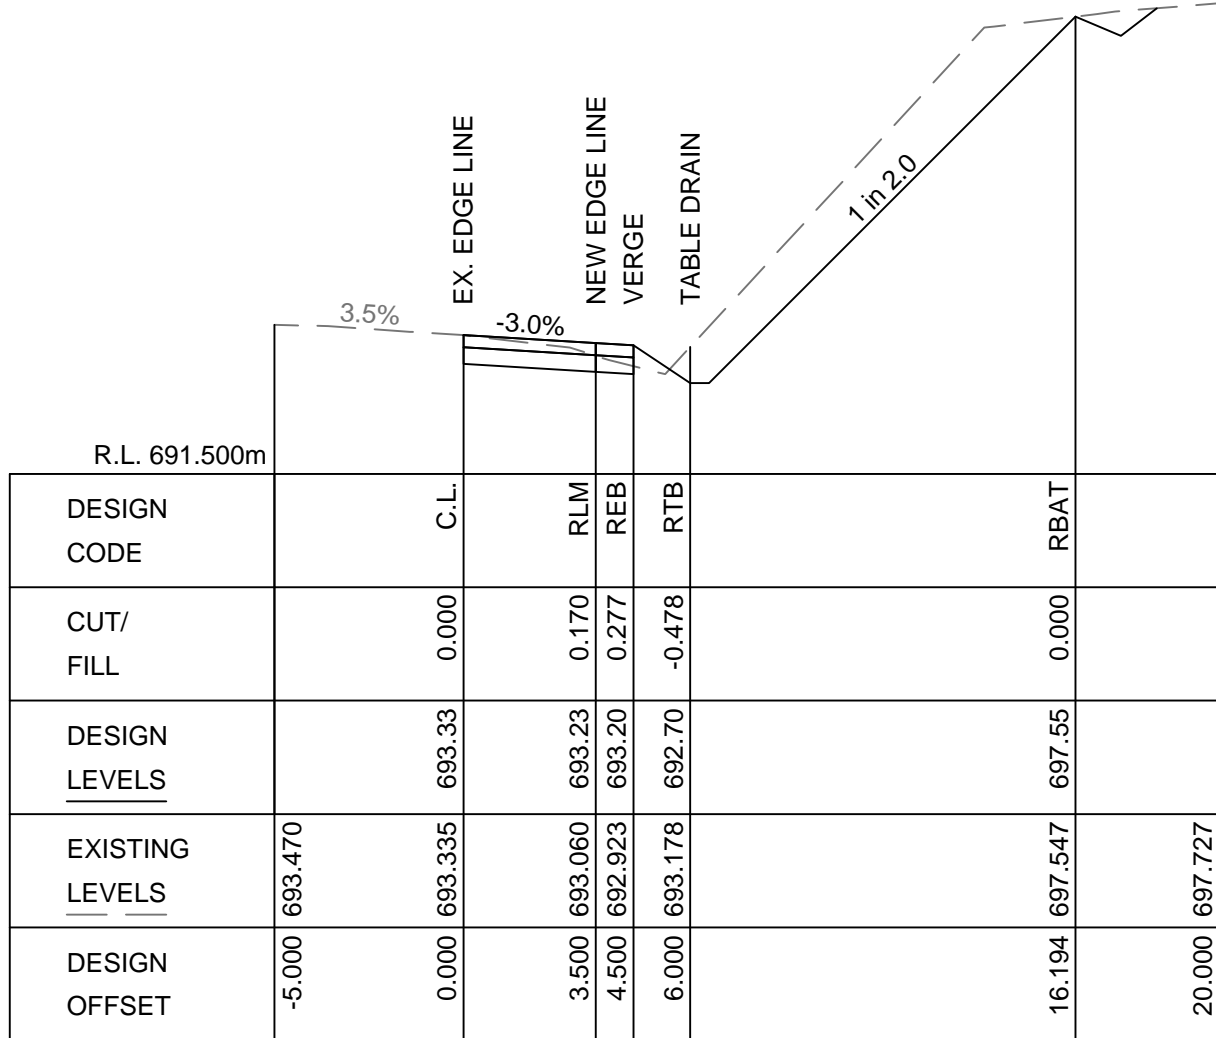 EX. EDGE LINE
NEW EDGE LINE
VERGE
TABLE DRAIN
1 in 2.0
3.5%
-3.0%
R.L. 691.500m
DESIGN
CODE
C.L.
RLM
REB
RTB
RBAT
CUT/
FILL
0.000
0.170
0.277
-0.478
0.000
DESIGN
LEVELS
693.33
693.23
693.20
692.70
697.55
EXISTING
LEVELS
693.470
693.335
693.060
692.923
693.178
697.547
697.727
DESIGN
OFFSET
-5.000
0.000
3.500
4.500
6.000
16.194
20.000